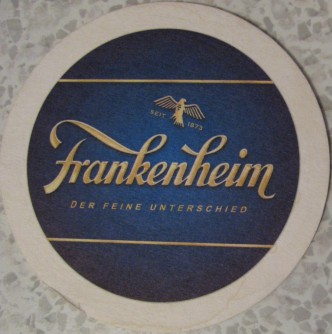 SEIT 1873
Frankenheim
DER FEINE UNTERSCHIED